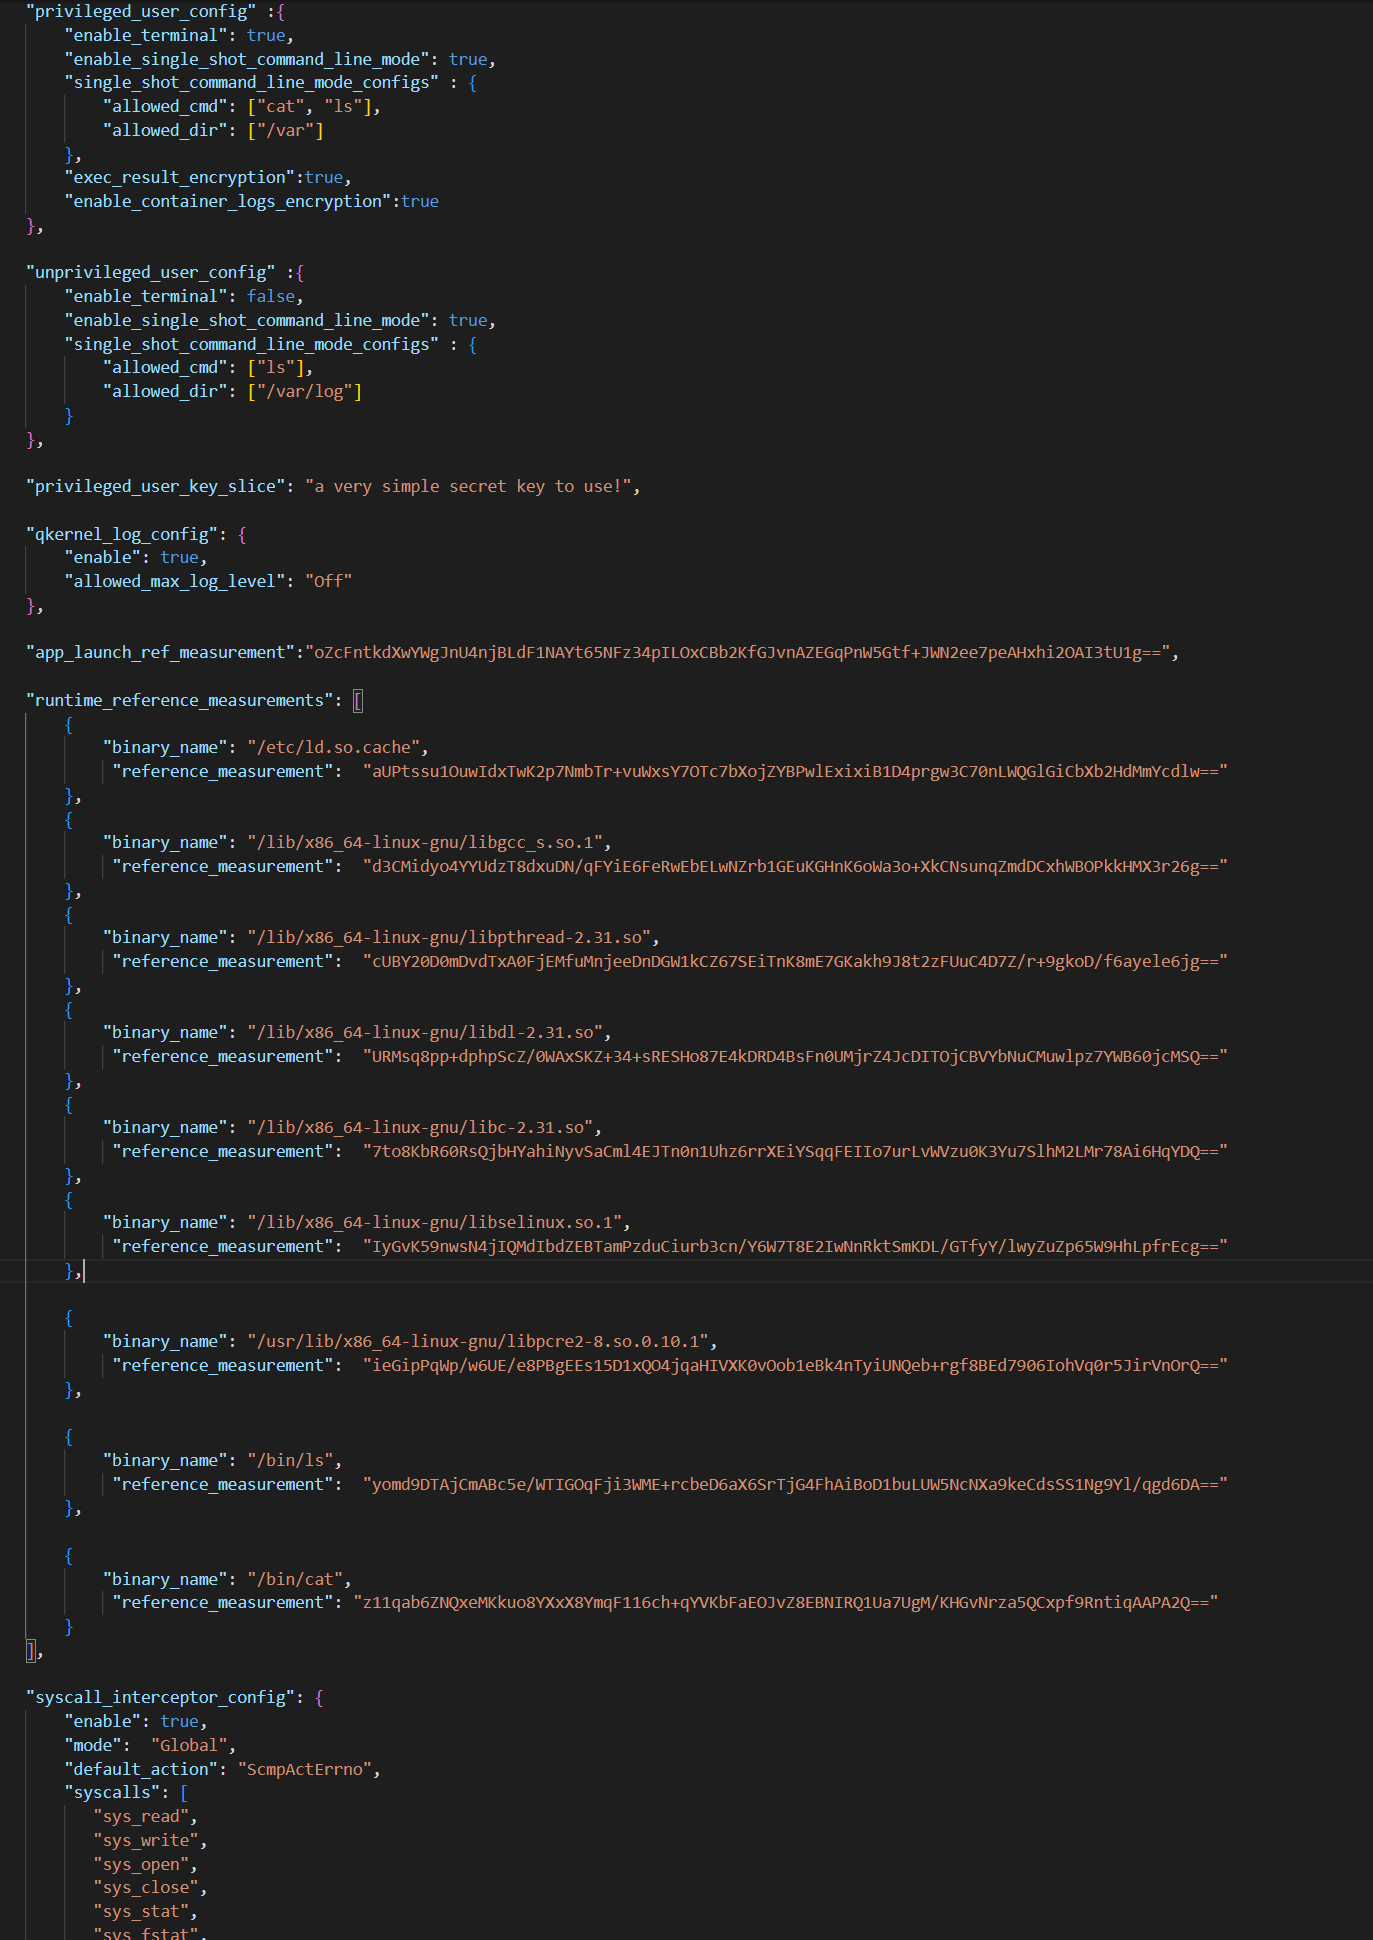 "privileged_user_config" :{
"enable_terminal": true,
"enable_single_shot_command_line_mode": true,
"single_shot_command_line_mode_configs" : {
"allowed_cmd": ["cat", "ls"],
"allowed_dir": ["/var"]
},
"exec_result_encryption":true,
"enable_container_logs_encryption":true
},
"unprivileged_user_config" :{
"enable_terminal": false,
"enable_single_shot_command_line_mode": true,
"single_shot_command_line_mode_configs" : {
"allowed_cmd": ["ls"],
"allowed_dir": ["/var/log"]
}
},
"privileged_user_key_slice": "a very simple secret key to use!",
"qkernel_log_config": {
"enable": true,
"allowed_max_log_level": "Off"
},
"app_launch_ref_measurement":"oZcFntkdXwYWgJnU4njBLdF1NAYt65NFz34pILOxCBb2KfGJvnAZEGqPnW5Gtf+JWN2ee7peAHxhi2OAI3tU1g==",
"runtime_reference_measurements": [
{
"binary_name": "/etc/ld.so.cache",
"reference_measurement": "aUPtssu1OuwIdxTwK2p7NmbTr+vuWxsY7OTc7bXojZYBPwlExixiB1D4prgw3C70nLWQGlGiCbXb2HdMmYcdlw=="
},
{
"binary_name": "/lib/x86_64-linux-gnu/libgcc_s.so.1",
"reference_measurement": "d3CMidyo4YYUdzT8dxuDN/qFYiE6FeRwEbELwNZrb1GEuKGHnK6oWa3o+XkCNsunqZmdDCxhWBOPkkHMX3r26g=="
},
{
"binary_name": "/lib/x86_64-linux-gnu/libpthread-2.31.so",
"reference_measurement": "cUBY20D0mDvdTxA0FjEMfuMnjeeDnDGW1kCZ67SEiTnK8mE7GKakh9J8t2zFUuC4D7Z/r+9gkoD/f6ayele6jg=="
},
{
"binary_name": "/lib/x86_64-linux-gnu/libdl-2.31.so",
"reference_measurement": "URMsq8pp+dphpScZ/0WAxSKZ+34+sRESHo87E4kDRD4BsFn0UMjrZ4JcDITOjCBVYbNuCMuwlpz7YWB60jcMSQ=="
},
{
"binary_name": "/lib/x86_64-linux-gnu/libc-2.31.so",
"reference_measurement": "7to8KbR60RsQjbHYahiNyvSaCml4EJTn0n1Uhz6rrXEiYSqqFEIIo7urLvWVzu0K3Yu7SlhM2LMr78Ai6HqYDQ=="
},
{
"binary_name": "/lib/x86_64-linux-gnu/libselinux.so.1",
"reference_measurement": "IyGvK59nwsN4jIQMdIbdZEBTamPzduCiurb3cn/Y6W7T8E2IwNnRktSmKDL/GTfyY/lwyZuZp65W9HhLpfrEcg=="
},
{
"binary_name": "/usr/lib/x86_64-linux-gnu/libpcre2-8.so.0.10.1",
"reference_measurement": "ieGipPqWp/w6UE/e8PBgEEs15D1xQO4jqaHIVXK0vOob1eBk4nTyiUNQeb+rgf8BEd7906IohVq0r5JirVnOrQ=="
},
{
"binary_name": "/bin/ls",
"reference_measurement": "yomd9DTAjCmABc5e/WTIGOqFji3WME+rcbeD6aX6SrTjG4FhAiBoD1buLUW5NcNXa9keCdsSS1Ng9Yl/qgd6DA=="
},
{
"binary_name": "/bin/cat",
"reference_measurement": "z11qab6ZNQxeMKkuo8YXxX8YmqF116ch+qYVKbFaEOJvZ8EBNIRQ1Ua7UgM/KHGvNrza5QCxpf9RntiqAAPA2Q=="
}
],
"syscall_interceptor_config": {
"enable": true,
"mode": "Global",
"default_action": "ScmpActErrno",
"syscalls": [
"sys_read",
"sys_write",
"sys_open",
"sys_close",
"sys_stat",
"sys_fstat",